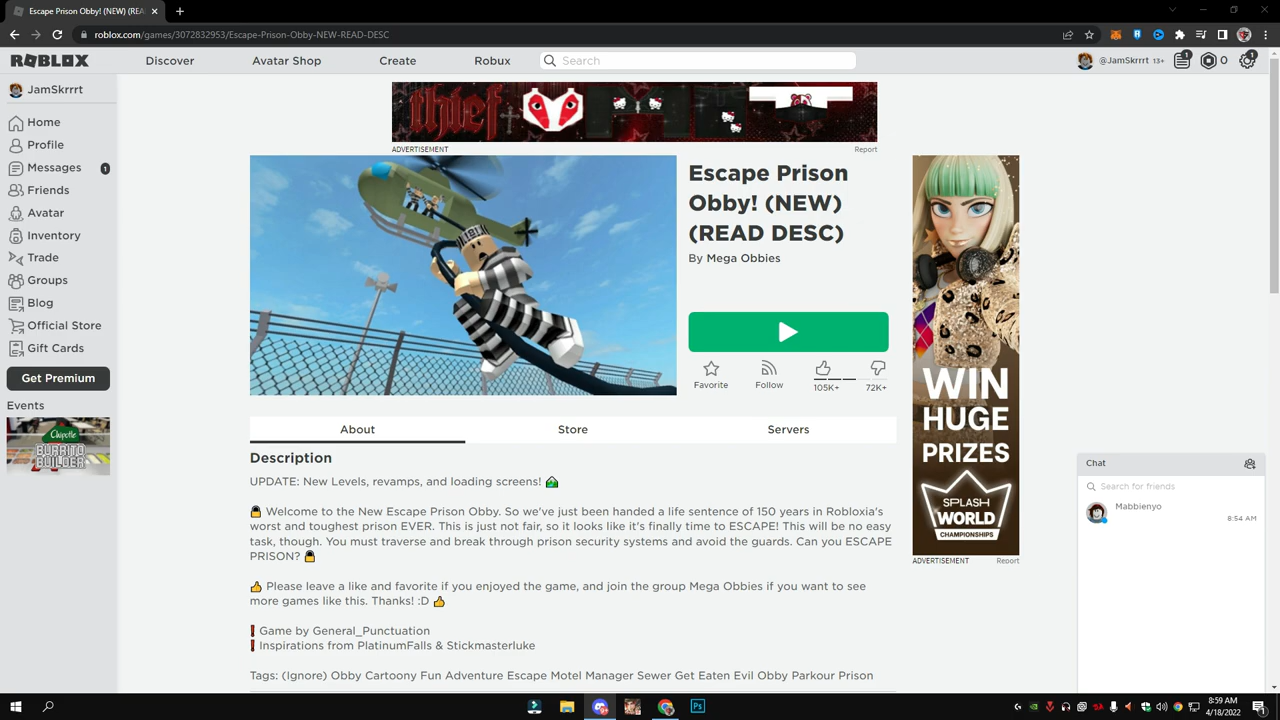 Escape Prison Obby! (NEW) (REA
roblox.com/games/3072832953/Escape-Prison-Obby-NEW-READ-DESC
ROBLOX
Discover
Avatar Shop
Create
Robux
Search
@JamSkrrrt 13+
1
0
1
JamSkrrrt
Home
Profile
Messages 1
Friends
Avatar
Inventory
Trade
Groups
Blog
Official Store
Gift Cards
Get Premium
Events
Chipotle
BURRITO
BUILDER
thief
ADVERTISEMENT
Report
Escape Prison
Obby! (NEW)
(READ DESC)
By Mega Obbies
Favorite
Follow
105K+
72K+
About
Store
Servers
Description
UPDATE: New Levels, revamps, and loading screens!
Welcome to the New Escape Prison Obby. So we've just been handed a life sentence of 150 years in Robloxia's
worst and toughest prison EVER. This is just not fair, so it looks like it's finally time to ESCAPE! This will be no easy
task, though. You must traverse and break through prison security systems and avoid the guards. Can you ESCAPE
PRISON?
Please leave a like and favorite if you enjoyed the game, and join the group Mega Obbies if you want to see
more games like this. Thanks! :D
Game by General_Punctuation
Inspirations from PlatinumFalls & Stickmasterluke
Tags: (Ignore) Obby Cartoony Fun Adventure Escape Motel Manager Sewer Get Eaten Evil Obby Parkour Prison
WIN
HUGE
PRIZES
SPLASH
WORLD
CHAMPIONSHIPS
ADVERTISEMENT
Report
Chat
Search for friends
Mabbienyo
8:54 AM
Ps
8:59 AM
4/18/2022